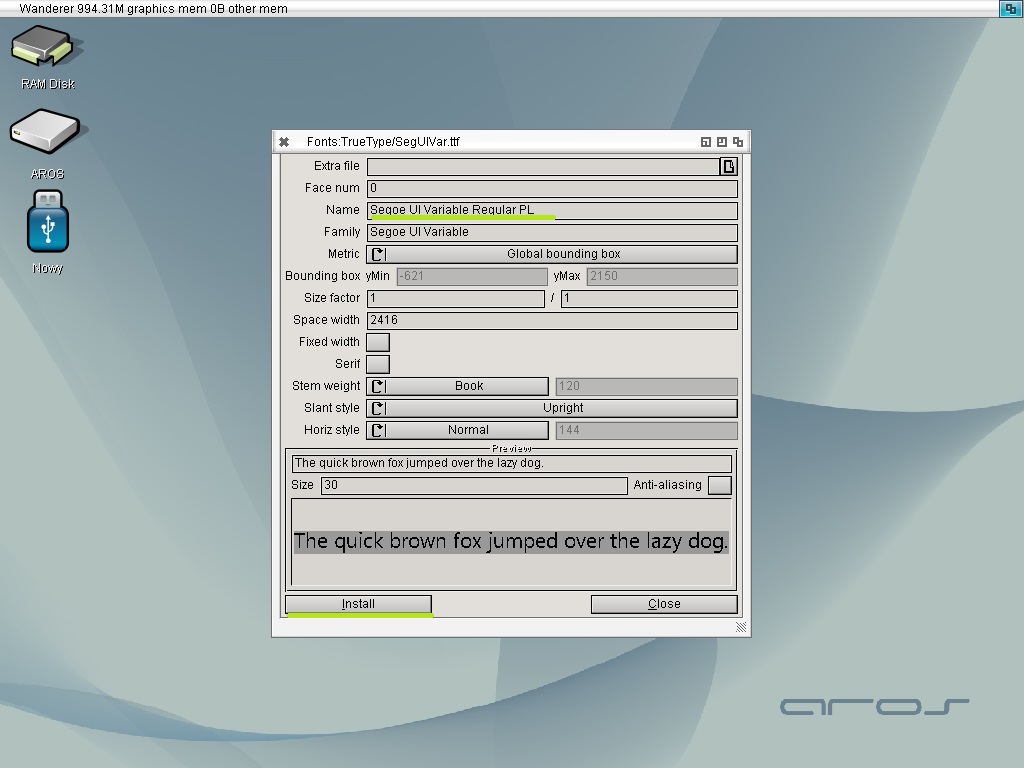 Wanderer 994.31M graphics mem 0B other mem
RAM Disk
AROS
Nowy
Fonts:TrueType/SegUIVar.ttf
Extra file
Face num 0
Name Segoe UI Variable Regular PL
Family Segoe UI Variable
Metric Global bounding box
Bounding box yMin -621 yMax 2150
Size factor 1 / 1
Space width 2416
Fixed width
Serif
Stem weight Book 120
Slant style Upright
Horiz style Normal 144
Preview
The quick brown fox jumped over the lazy dog.
Size 30 Anti-aliasing
The quick brown fox jumped over the lazy dog.
Install Close
aros